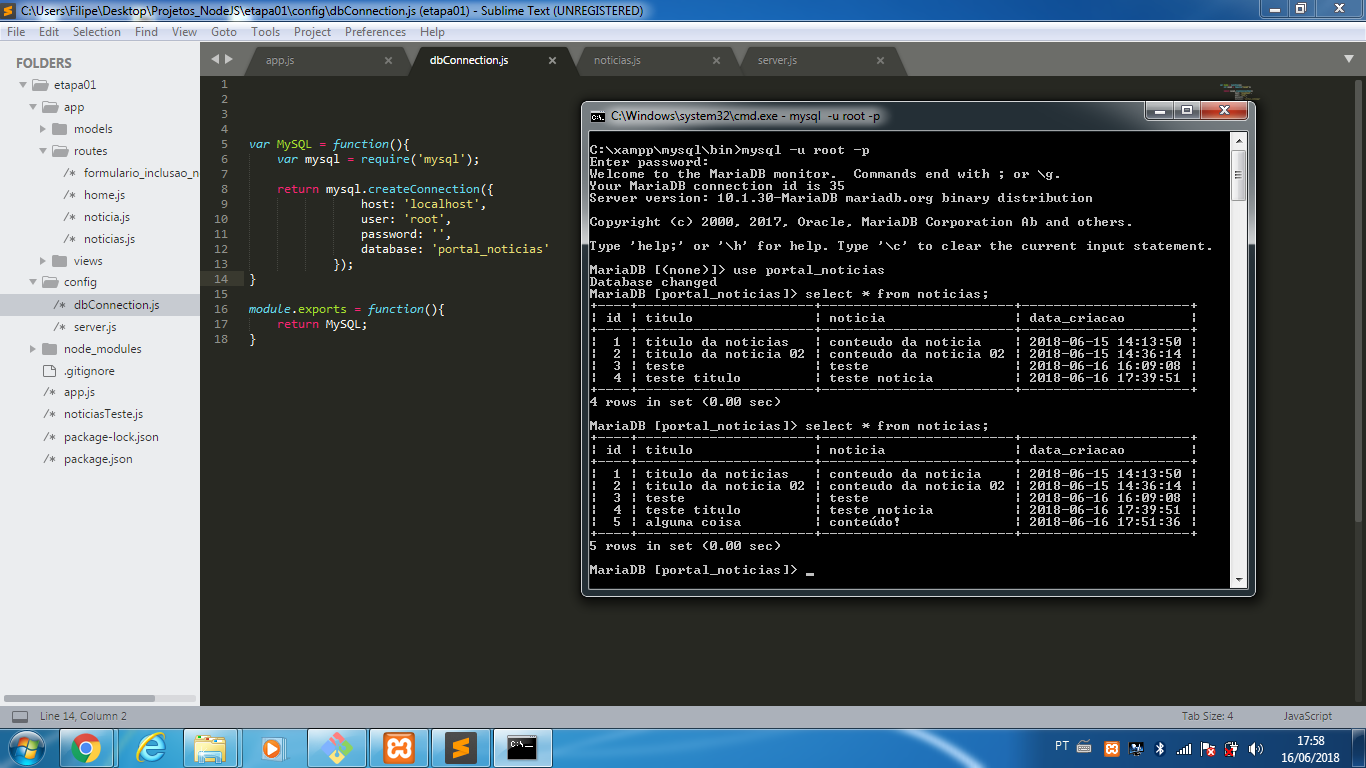 C:\Users\Filipe\Desktop\Projetos_NodeJS\etapa01\config\dbConnection.js (etapa01) - Sublime Text (UNREGISTERED)
File Edit Selection Find View Goto Tools Project Preferences Help
FOLDERS
etapa01
app
models
routes
/* formulario_inclusao_n
/* home.js
/* noticia.js
/* noticias.js
views
config
/* dbConnection.js
/* server.js
node_modules
.gitignore
/* app.js
/* noticiasTeste.js
/* package-lock.json
/* package.json
app.js dbConnection.js noticias.js server.js
1
2
3
4
5 var MySQL = function(){
6 var mysql = require('mysql');
7
8 return mysql.createConnection({
9 host: 'localhost',
10 user: 'root',
11 password: '',
12 database: 'portal_noticias'
13 });
14 }
15
16 module.exports = function(){
17 return MySQL;
18 }
C:\Windows\system32\cmd.exe - mysql -u root -p
C:\xampp\mysql\bin>mysql -u root -p
Enter password:
Welcome to the MariaDB monitor. Commands end with ; or \g.
Your MariaDB connection id is 35
Server version: 10.1.30-MariaDB mariadb.org binary distribution
Copyright (c) 2000, 2017, Oracle, MariaDB Corporation Ab and others.
Type 'help;' or '\h' for help. Type '\c' to clear the current input statement.
MariaDB [(none)]> use portal_noticias
Database changed
MariaDB [portal_noticias]> select * from noticias;
+----+---------------------+-----------------------+---------------------+
| id | titulo | noticia | data_criacao |
+----+---------------------+-----------------------+---------------------+
| 1 | titulo da noticias | conteudo da noticia | 2018-06-15 14:13:50 |
| 2 | titulo da noticia 02 | conteudo da noticia 02 | 2018-06-15 14:36:14 |
| 3 | teste | teste | 2018-06-16 16:09:08 |
| 4 | teste titulo | teste noticia | 2018-06-16 17:39:51 |
+----+---------------------+-----------------------+---------------------+
4 rows in set (0.00 sec)
MariaDB [portal_noticias]> select * from noticias;
+----+---------------------+-----------------------+---------------------+
| id | titulo | noticia | data_criacao |
+----+---------------------+-----------------------+---------------------+
| 1 | titulo da noticias | conteudo da noticia | 2018-06-15 14:13:50 |
| 2 | titulo da noticia 02 | conteudo da noticia 02 | 2018-06-15 14:36:14 |
| 3 | teste | teste | 2018-06-16 16:09:08 |
| 4 | teste titulo | teste noticia | 2018-06-16 17:39:51 |
| 5 | alguma coisa | conteúdo! | 2018-06-16 17:51:36 |
+----+---------------------+-----------------------+---------------------+
5 rows in set (0.00 sec)
MariaDB [portal_noticias]> _
Line 14, Column 2 Tab Size: 4 JavaScript
PT 17:58
16/06/2018